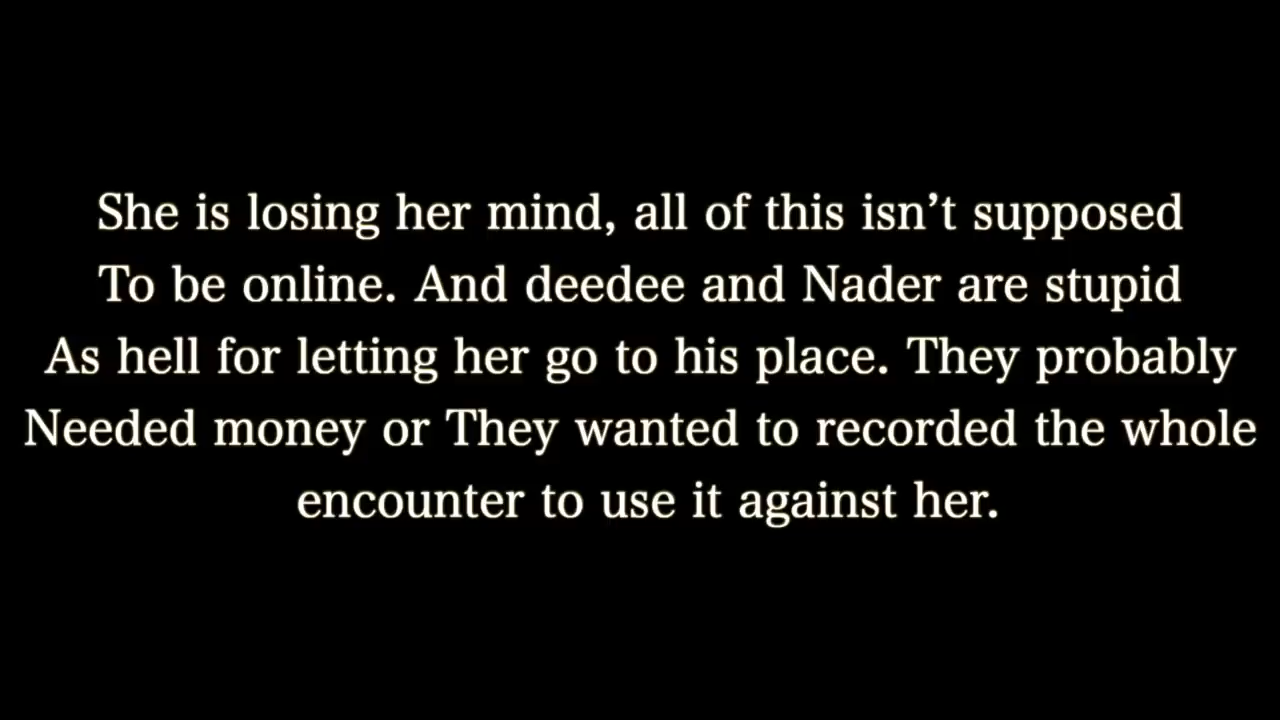 She is losing her mind, all of this isn’t supposed
To be online. And deedee and Nader are stupid
As hell for letting her go to his place. They probably
Needed money or They wanted to recorded the whole
encounter to use it against her.